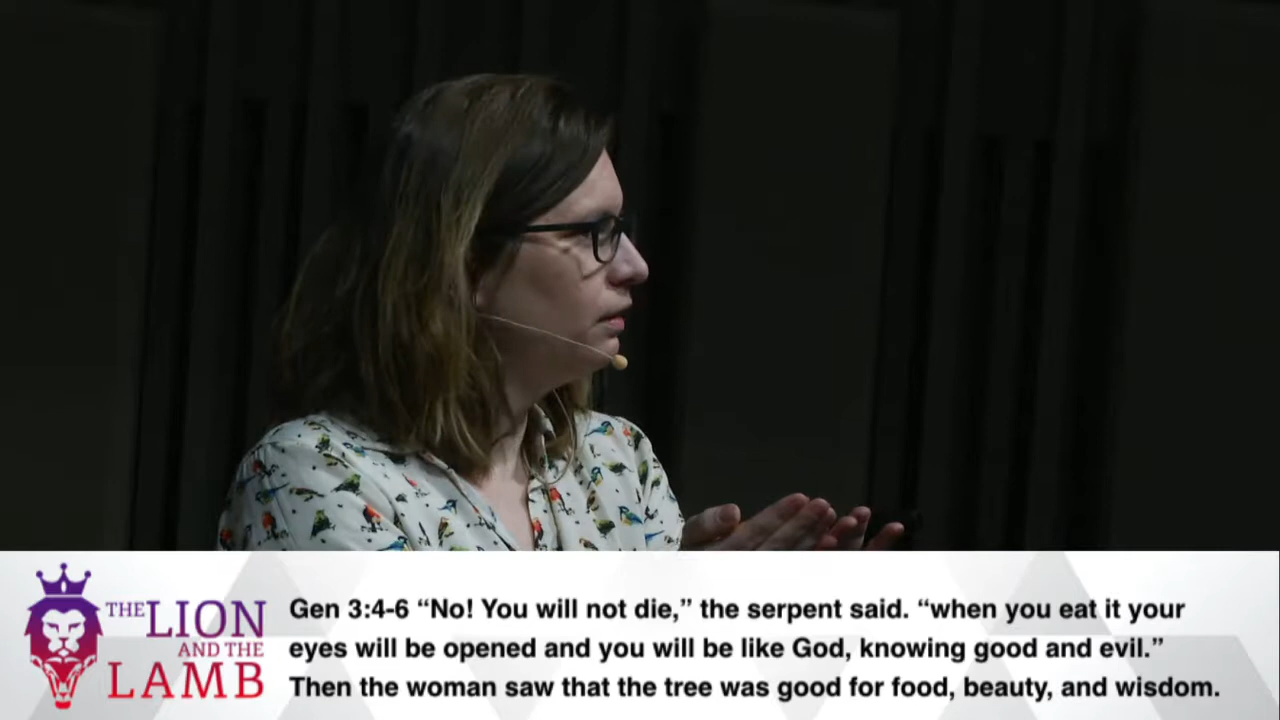 THE LION
AND THE
LAMB
Gen 3:4-6 “No! You will not die,” the serpent said. “when you eat it your
eyes will be opened and you will be like God, knowing good and evil.”
Then the woman saw that the tree was good for food, beauty, and wisdom.